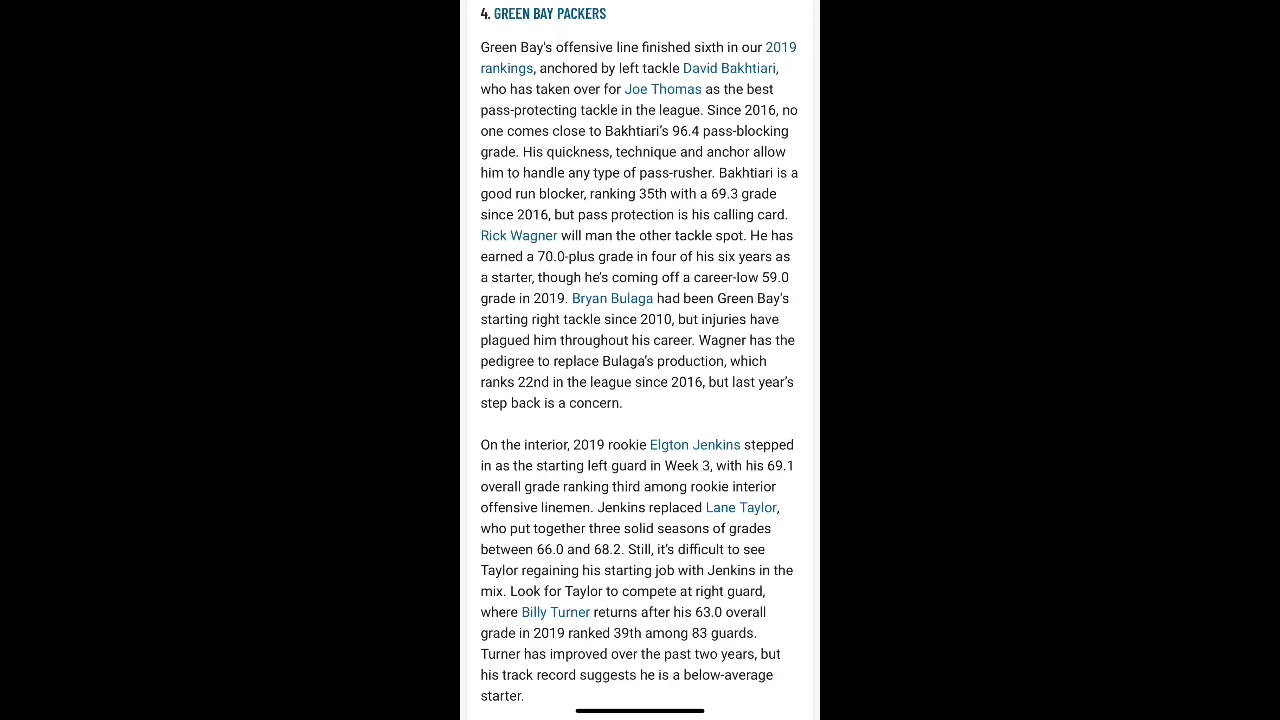 4. GREEN BAY PACKERS
Green Bay's offensive line finished sixth in our 2019
rankings, anchored by left tackle David Bakhtiari,
who has taken over for Joe Thomas as the best
pass-protecting tackle in the league. Since 2016, no
one comes close to Bakhtiari’s 96.4 pass-blocking
grade. His quickness, technique and anchor allow
him to handle any type of pass-rusher. Bakhtiari is a
good run blocker, ranking 35th with a 69.3 grade
since 2016, but pass protection is his calling card.
Rick Wagner will man the other tackle spot. He has
earned a 70.0-plus grade in four of his six years as
a starter, though he’s coming off a career-low 59.0
grade in 2019. Bryan Bulaga had been Green Bay's
starting right tackle since 2010, but injuries have
plagued him throughout his career. Wagner has the
pedigree to replace Bulaga’s production, which
ranks 22nd in the league since 2016, but last year’s
step back is a concern.
On the interior, 2019 rookie Elgton Jenkins stepped
in as the starting left guard in Week 3, with his 69.1
overall grade ranking third among rookie interior
offensive linemen. Jenkins replaced Lane Taylor,
who put together three solid seasons of grades
between 66.0 and 68.2. Still, it’s difficult to see
Taylor regaining his starting job with Jenkins in the
mix. Look for Taylor to compete at right guard,
where Billy Turner returns after his 63.0 overall
grade in 2019 ranked 39th among 83 guards.
Turner has improved over the past two years, but
his track record suggests he is a below-average
starter.